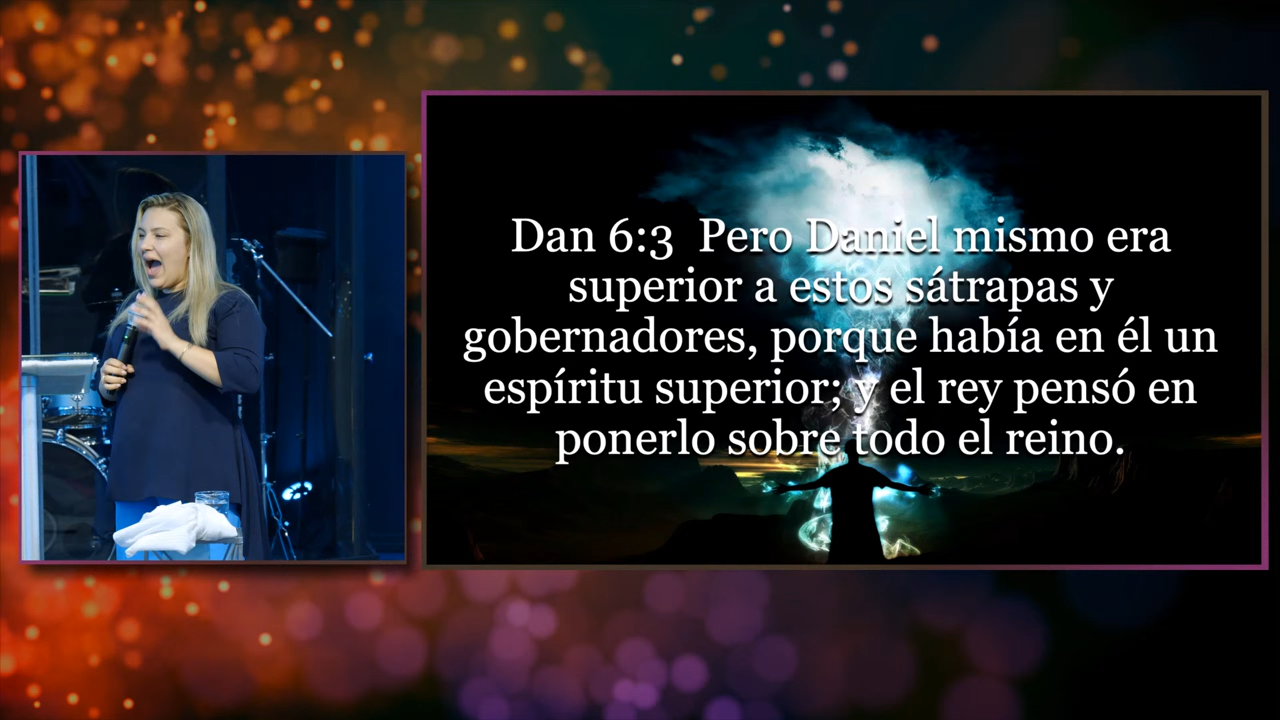 Dan 6:3  Pero Daniel mismo era
superior a estos sátrapas y
gobernadores, porque había en él un
espíritu superior; y el rey pensó en
ponerlo sobre todo el reino.